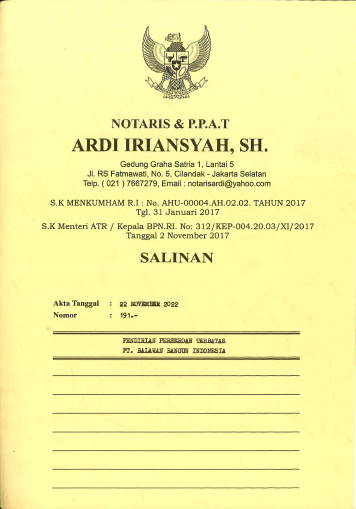 NOTARIS & P.P.A.T
ARDI IRIANSYAH, SH.
Gedung Graha Satria 1, Lantai 5
Jl. RS Fatmawati, No. 5, Cilandak - Jakarta Selatan
Telp. ( 021 ) 7667279, Email : notarisardi@yahoo.com
S.K MENKUMHAM R.I : No. AHU-00004.AH.02.02. TAHUN 2017
Tgl. 31 Januari 2017
S.K Menteri ATR / Kepala BPN.RI. No: 312/KEP-004.20.03/XI/2017
Tanggal 2 November 2017
SALINAN
Akta Tanggal : 22 NOVEMBER 2022
Nomor : 191.-
PENDIRIAN PERSEROAN TERBATAS
PT. BALAWAN BANGUN INDONESIA